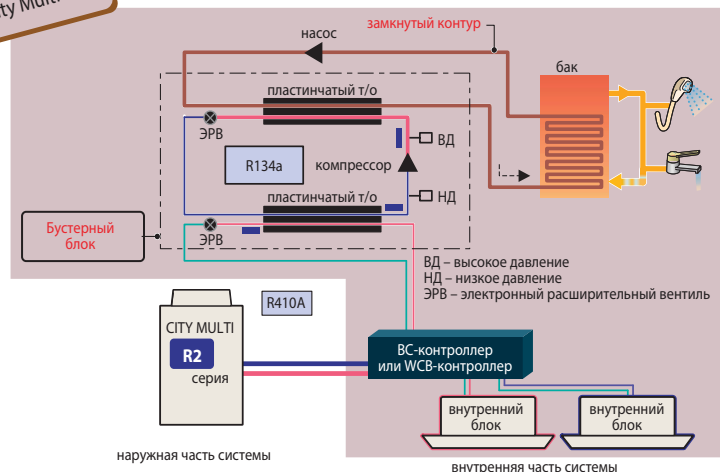 ty Multi
замкнутый контур
насос
бак
пластинчатый т/о
ЭРВ
ВД
R134a
компрессор
пластинчатый т/о
НД
Бустерный
блок
ЭРВ
ВД – высокое давление
НД – низкое давление
ЭРВ – электронный расширительный вентиль
R410A
CITY MULTI
R2
серия
BC-контроллер
или WCB-контроллер
внутренний
блок
внутренний
блок
наружная часть системы
внутренняя часть системы